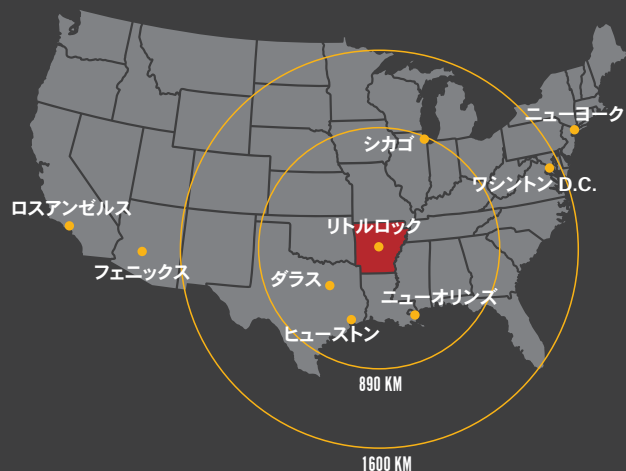 ニューヨーク
シカゴ
ワシントン D.C.
ロスアンゼルス
リトルロック
フェニックス
ダラス
ニューオリンズ
ヒューストン
890 KM
1600 KM